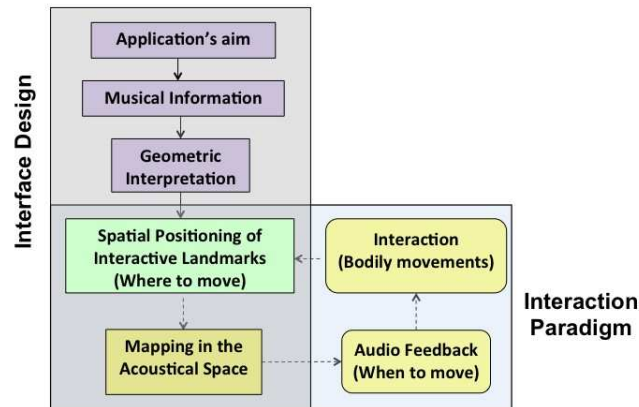 Interface Design
Application's aim
Musical Information
Geometric
Interpretation
Spatial Positioning of
Interactive Landmarks
(Where to move)
Interaction
(Bodily movements)
Mapping in the
Acoustical Space
Audio Feedback
(When to move)
Interaction
Paradigm